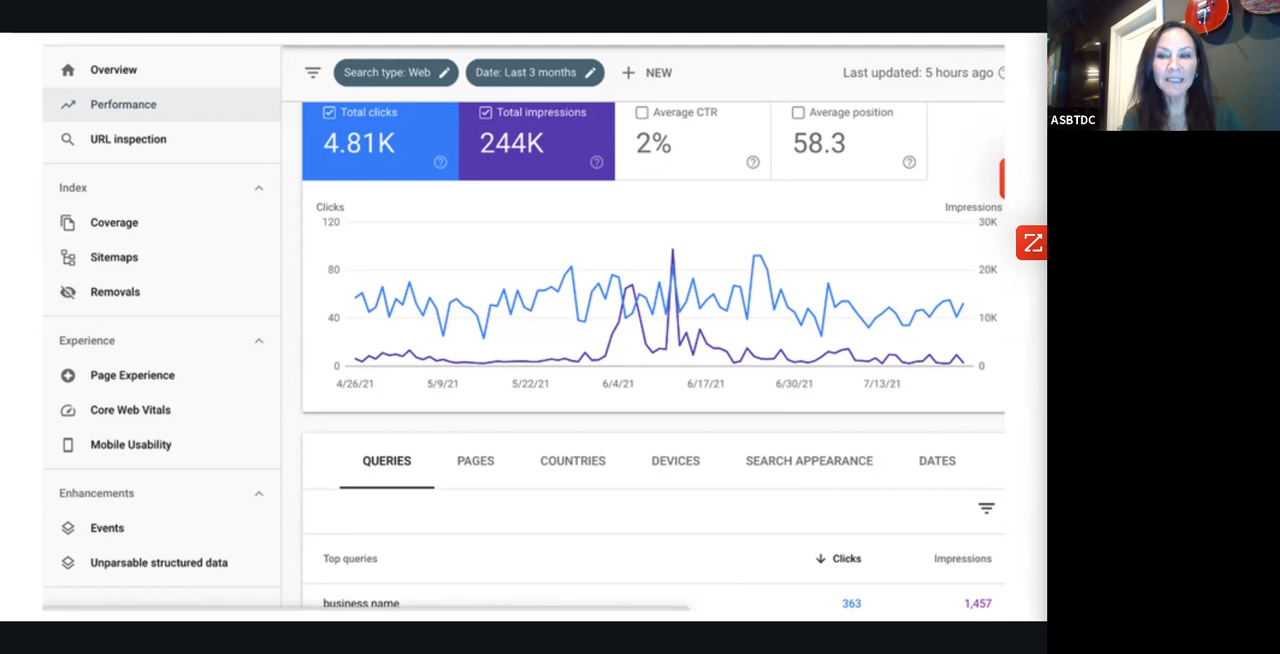 Overview
Performance
URL inspection
Index
Coverage
Sitemaps
Removals
Experience
Page Experience
Core Web Vitals
Mobile Usability
Enhancements
Events
Unparsable structured data
Search type: Web
Date: Last 3 months
NEW
Last updated: 5 hours ago
Total clicks
4.81K
Total impressions
244K
Average CTR
2%
Average position
58.3
Clicks
Impressions
120
80
40
0
30K
20K
10K
0
4/26/21 5/9/21 5/22/21 6/4/21 6/17/21 6/30/21 7/13/21
QUERIES PAGES COUNTRIES DEVICES SEARCH APPEARANCE DATES
Top queries Clicks Impressions
business name 363 1,457
ASBTDC